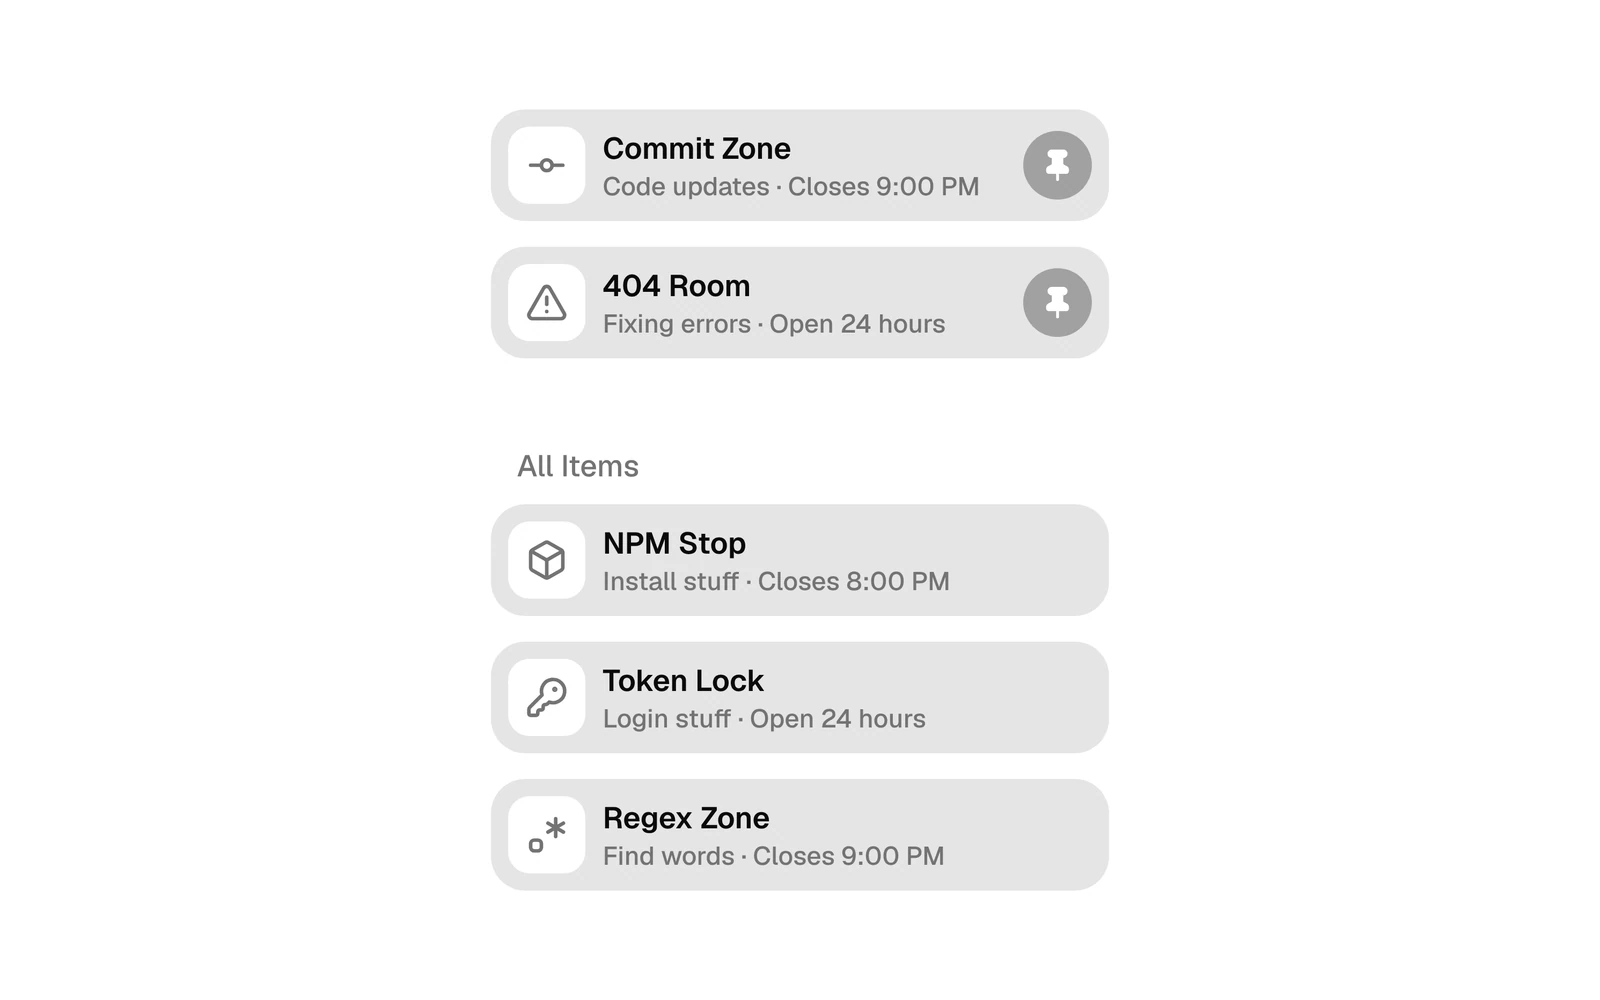 Commit Zone
Code updates · Closes 9:00 PM
404 Room
Fixing errors · Open 24 hours
All Items
NPM Stop
Install stuff · Closes 8:00 PM
Token Lock
Login stuff · Open 24 hours
Regex Zone
Find words · Closes 9:00 PM